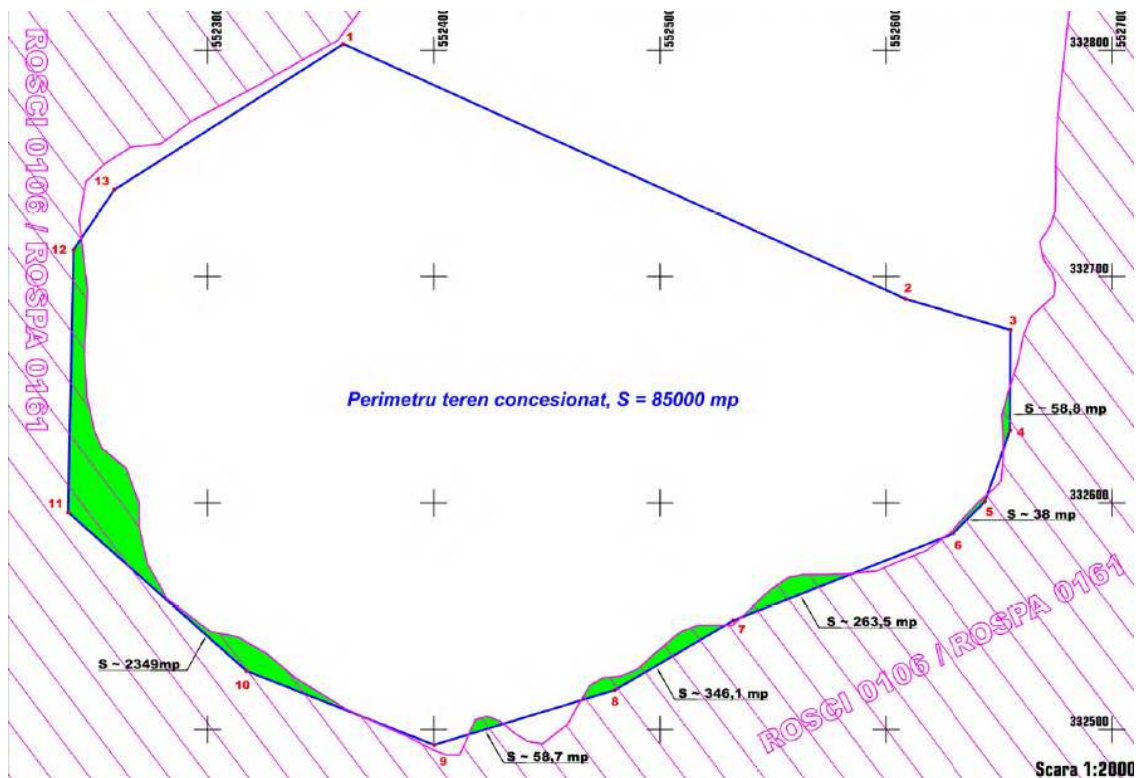 552300
552400
552500
552600
552700
332800
1
ROSCI 0106 / ROSPA 0161
13
12
332700
2
3
Perimetru teren concesionat, S = 85000 mp
S ~ 58,8 mp
4
11
332600
5
S ~ 38 mp
6
7
S ~ 263,5 mp
ROSCI 0106 / ROSPA 0161
S ~ 2349mp
10
8
S ~ 346,1 mp
332500
9
S ~ 58,7 mp
Scara 1:2000